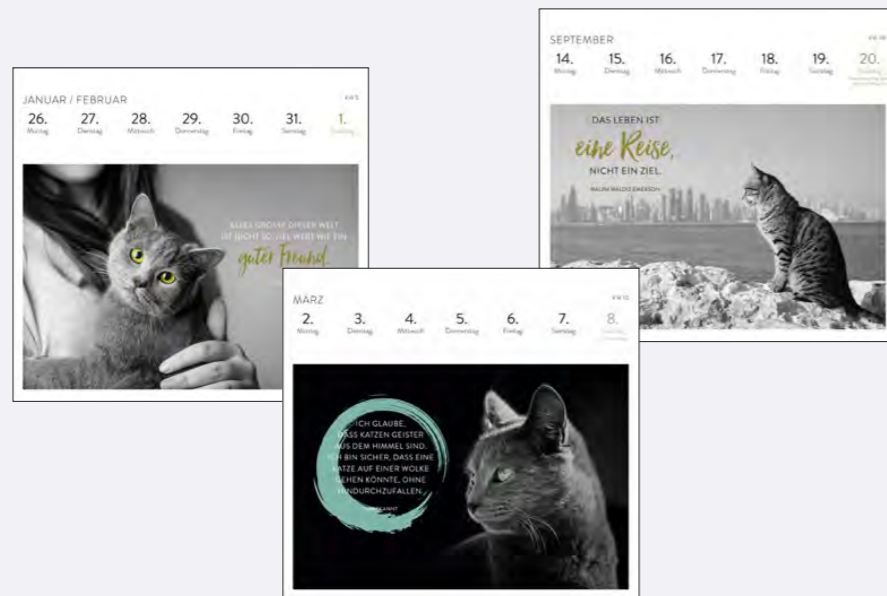 JANUAR / FEBRUAR
KW 5
26. 27. 28. 29. 30. 31. 1.
Montag Dienstag Mittwoch Donnerstag Freitag Samstag
ALLES GROSSE DIESER WELT
IST NICHT SO VIEL WERT WIE EIN
guter Freund.
SEPTEMBER
14. 15. 16. 17. 18. 19. 20.
Montag Dienstag Mittwoch Donnerstag Freitag Samstag
DAS LEBEN IST
eine Reise,
NICHT EIN ZIEL.
RALPH WALDO EMERSON
MÄRZ
2. 3. 4. 5. 6. 7. 8.
Montag Dienstag Mittwoch Donnerstag Freitag Samstag
ICH GLAUBE,
DASS KATZEN GEISTER
AUS DEM HIMMEL SIND.
ICH BIN SICHER, DASS EINE
KATZE AUF EINER WOLKE
GEHEN KÖNNTE, OHNE
HINDURCHZUFALLEN.
UNBEKANNT